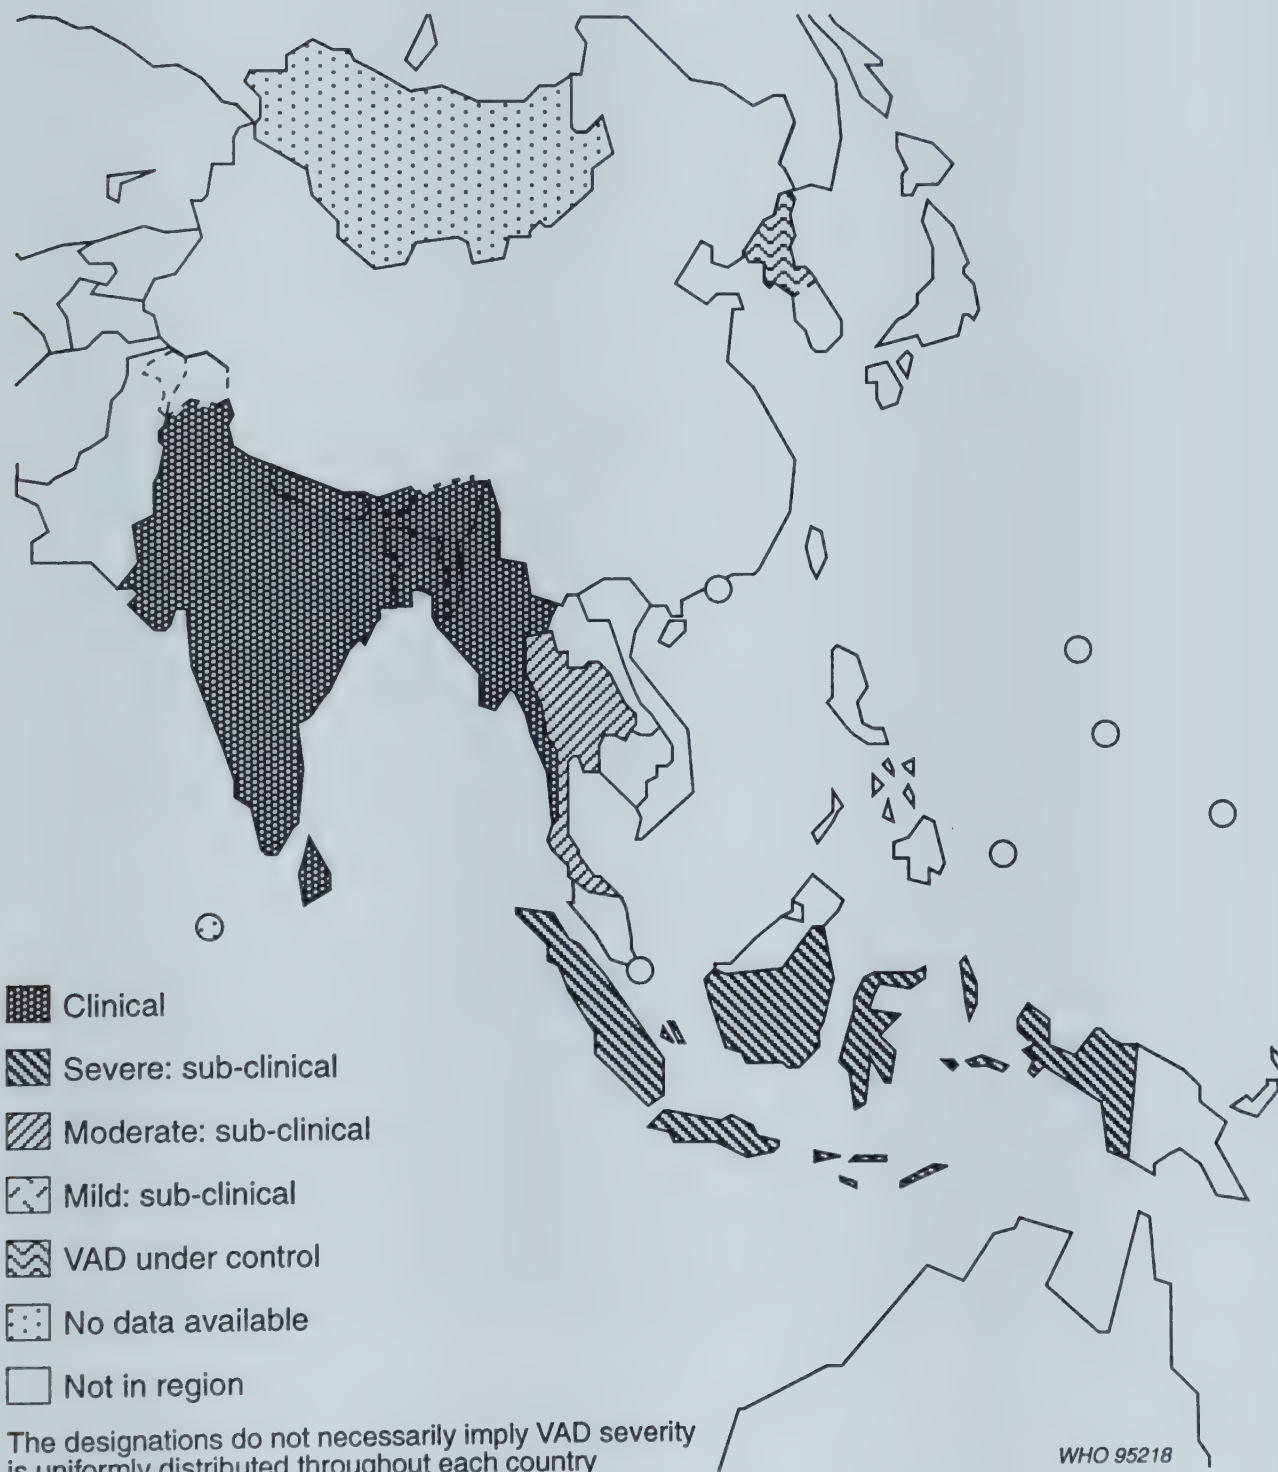 Clinical
Severe: sub-clinical
Moderate: sub-clinical
Mild: sub-clinical
VAD under control
No data available
Not in region
The designations do not necessarily imply VAD severity
is uniformly distributed throughout each country
WHO 95218